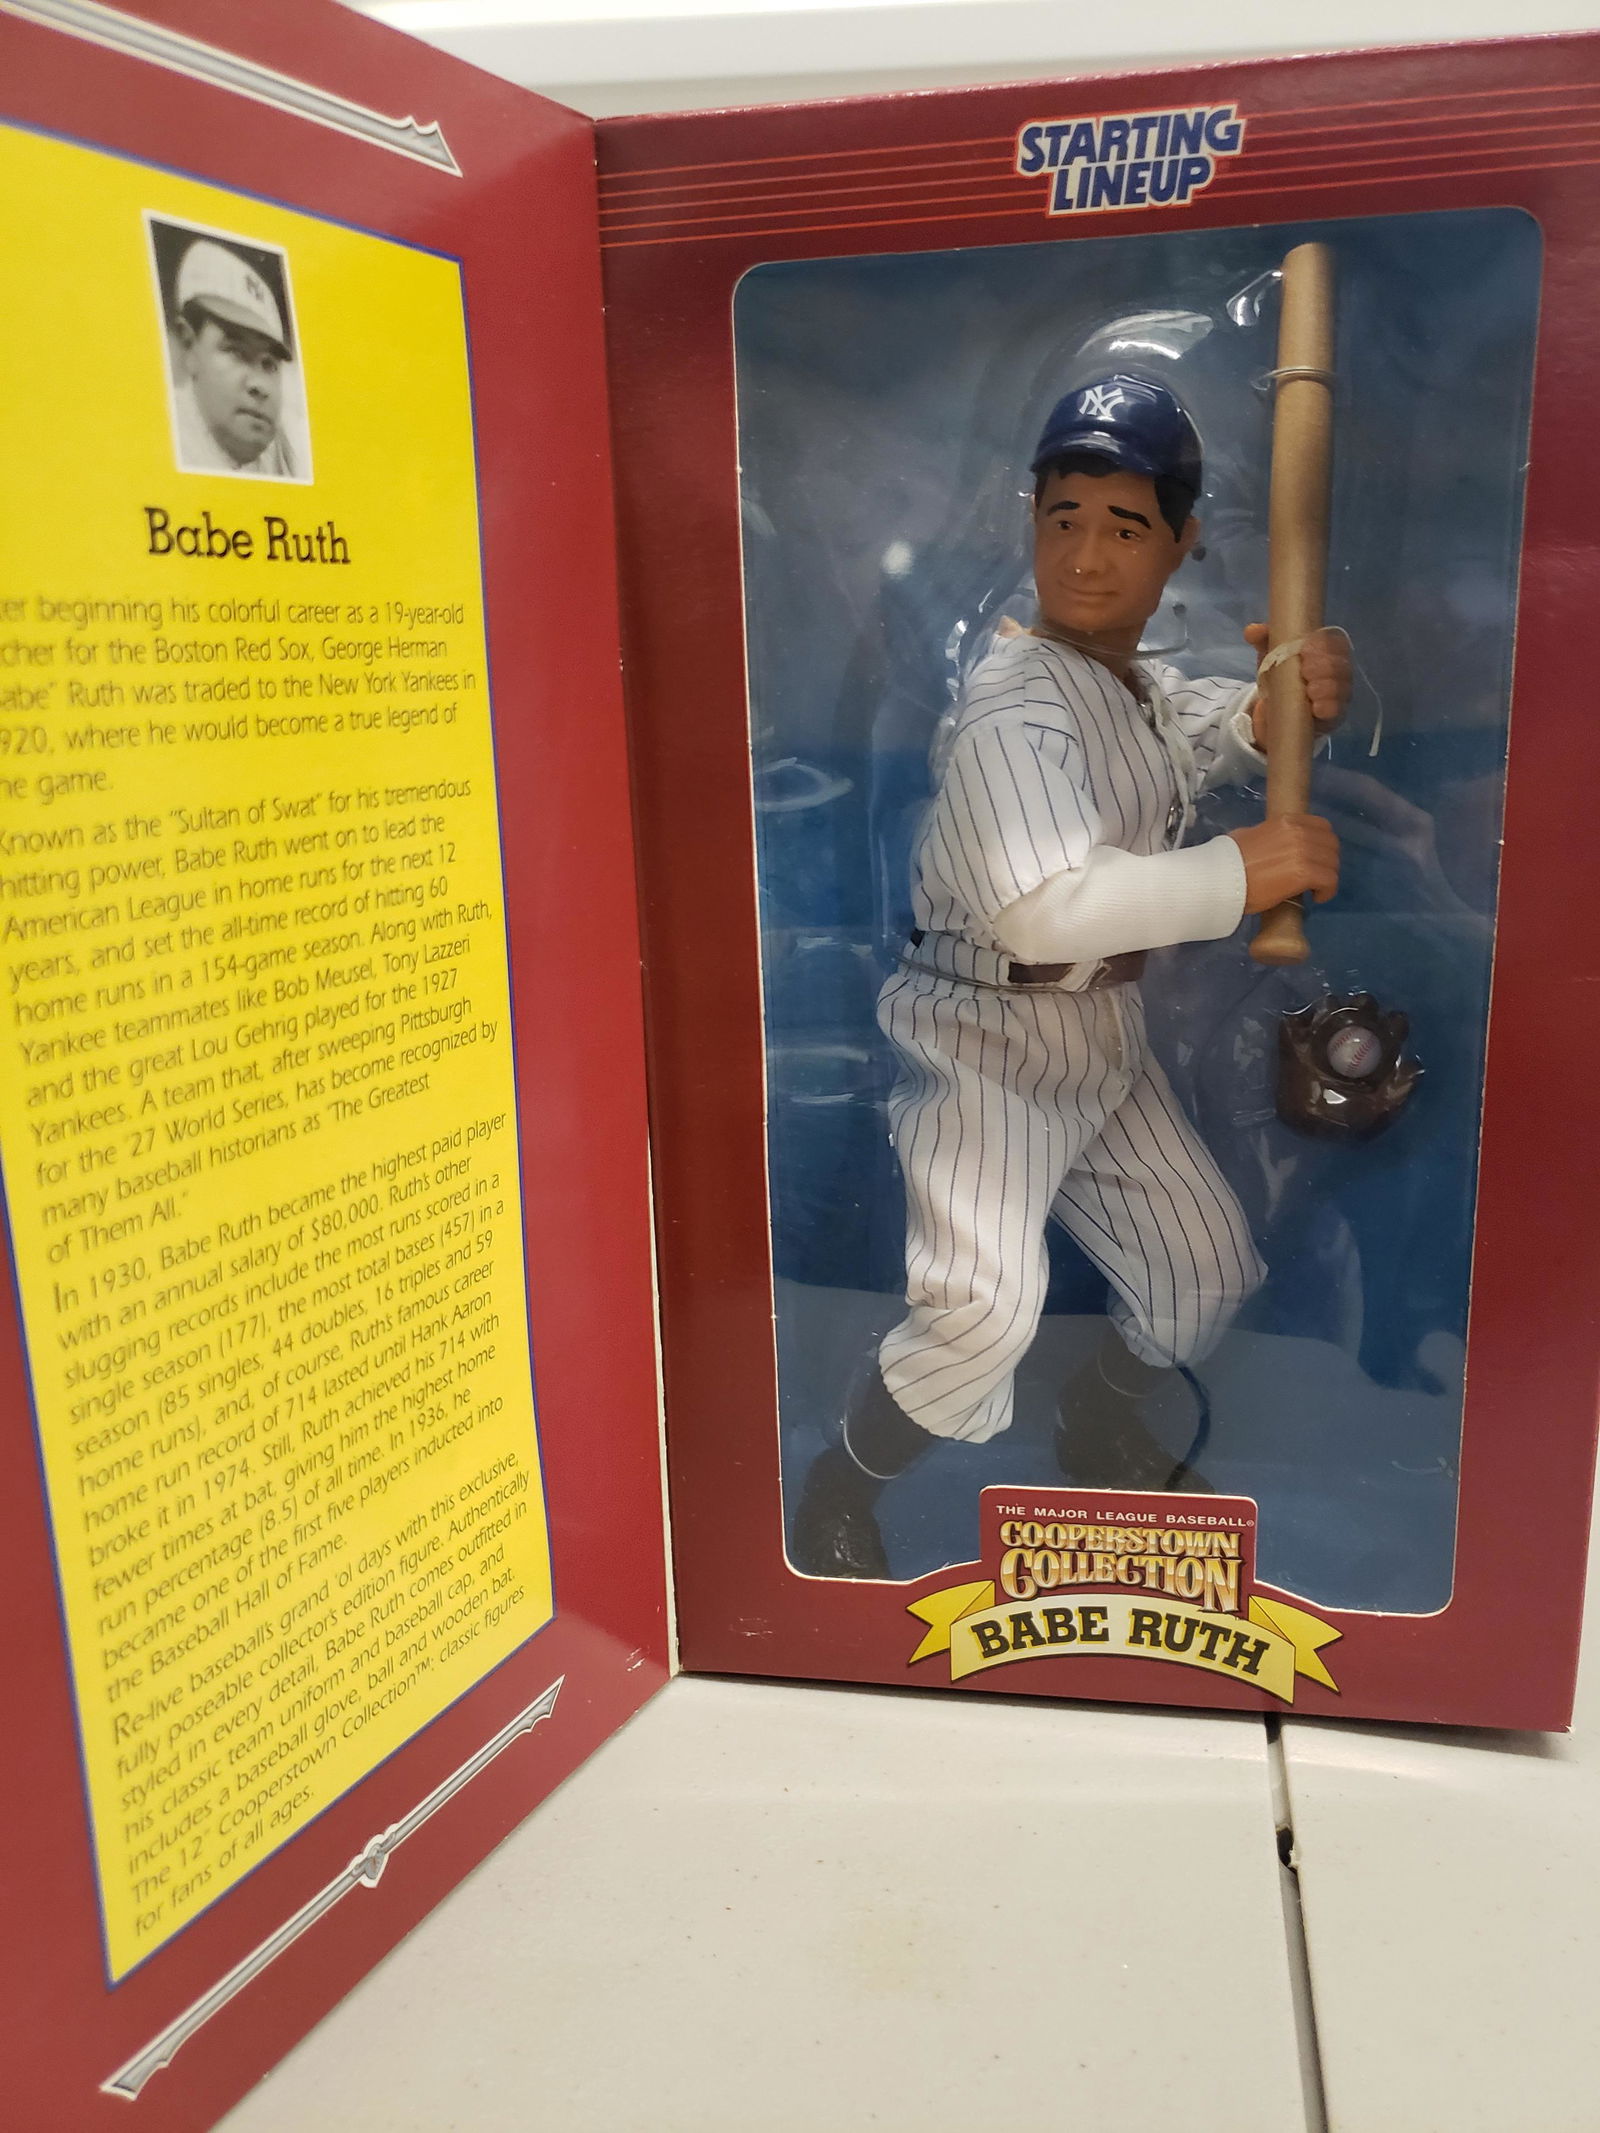 Babe Ruth
beginning his colorful career as a 19-year-old
for the Boston Red Sox, George Herman
Ruth was traded to the New York Yankees in
where he would become a true legend of
game.
Known as the "Sultan of Swat" for his tremendous
hitting power, Babe Ruth went on to lead the
American League in home runs for the next 12
years, and set the all-time record of hitting 60
home runs in a 154-game season. Along with Ruth,
Yankee teammates like Bob Meusel, Tony Lazzeri
and the great Lou Gehrig played for the 1927
Yankees. A team that, after sweeping Pittsburgh
for the '27 World Series, has become recognized by
many baseball historians as "The Greatest
of Them All."
In 1930, Babe Ruth became the highest paid player
with an annual salary of $80,000. Ruth's other
slugging records include the most runs scored in a
single season (177), the most total bases (457) in a
season (85 singles, 44 doubles, 16 triples and 59
home runs), and, of course, Ruth's famous career
home run record of 714 lasted until Hank Aaron
broke it in 1974. Still, Ruth achieved his 714 with
fewer times at bat, giving him the highest home
run percentage (8.5) of all time. In 1936, he
became one of the first five players inducted into
the Baseball Hall of Fame.
Re-live baseball's grand 'ol days with this exclusive,
fully poseable collector's edition figure. Authentically
styled in every detail, Babe Ruth comes outfitted in
his classic team uniform and baseball cap, and
includes a baseball glove, ball and wooden bat.
The 12" Cooperstown Collection™: classic figures
for fans of all ages.
STARTING
LINEUP
NY
THE MAJOR LEAGUE BASEBALL®
COOPERSTOWN
COLLECTION
BABE RUTH